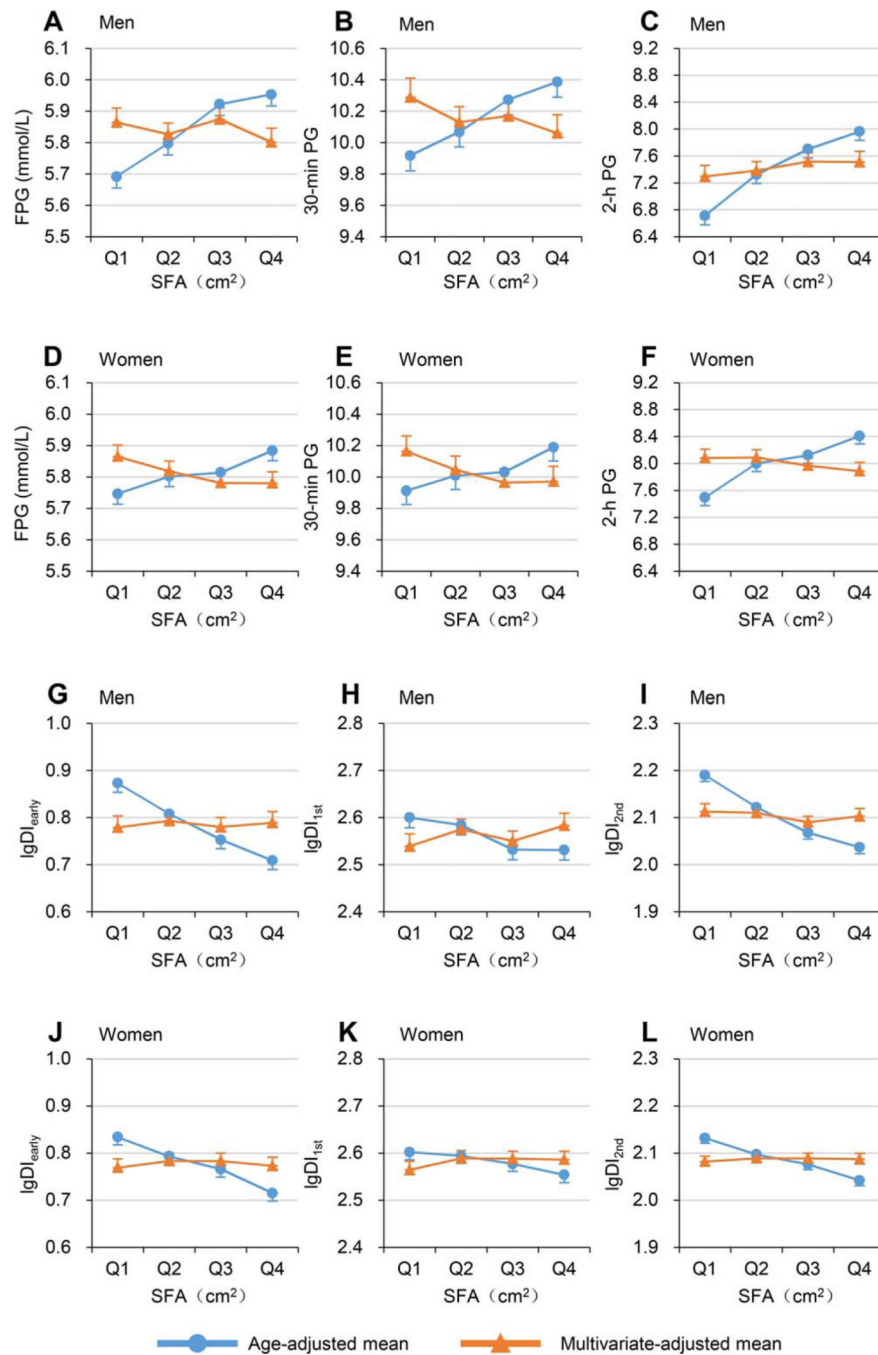 A Men
B Men
C Men
FPG (mmol/L)
6.1
6.0
5.9
5.8
5.7
5.6
5.5
Q1 Q2 Q3 Q4
SFA（cm²）
30-min PG
10.6
10.4
10.2
10.0
9.8
9.6
9.4
Q1 Q2 Q3 Q4
SFA（cm²）
2-h PG
9.2
8.8
8.4
8.0
7.6
7.2
6.8
6.4
Q1 Q2 Q3 Q4
SFA（cm²）
D Women
E Women
F Women
FPG (mmol/L)
6.1
6.0
5.9
5.8
5.7
5.6
5.5
Q1 Q2 Q3 Q4
SFA（cm²）
30-min PG
10.6
10.4
10.2
10.0
9.8
9.6
9.4
Q1 Q2 Q3 Q4
SFA（cm²）
2-h PG
9.2
8.8
8.4
8.0
7.6
7.2
6.8
6.4
Q1 Q2 Q3 Q4
SFA（cm²）
G Men
H Men
I Men
lgDIearly
1.0
0.9
0.8
0.7
0.6
Q1 Q2 Q3 Q4
SFA（cm²）
lgDI1st
2.8
2.7
2.6
2.5
2.4
Q1 Q2 Q3 Q4
SFA（cm²）
lgDI2nd
2.3
2.2
2.1
2.0
1.9
Q1 Q2 Q3 Q4
SFA（cm²）
J Women
K Women
L Women
lgDIearly
1.0
0.9
0.8
0.7
0.6
Q1 Q2 Q3 Q4
SFA（cm²）
lgDI1st
2.8
2.7
2.6
2.5
2.4
Q1 Q2 Q3 Q4
SFA（cm²）
lgDI2nd
2.3
2.2
2.1
2.0
1.9
Q1 Q2 Q3 Q4
SFA（cm²）
Age-adjusted mean
Multivariate-adjusted mean